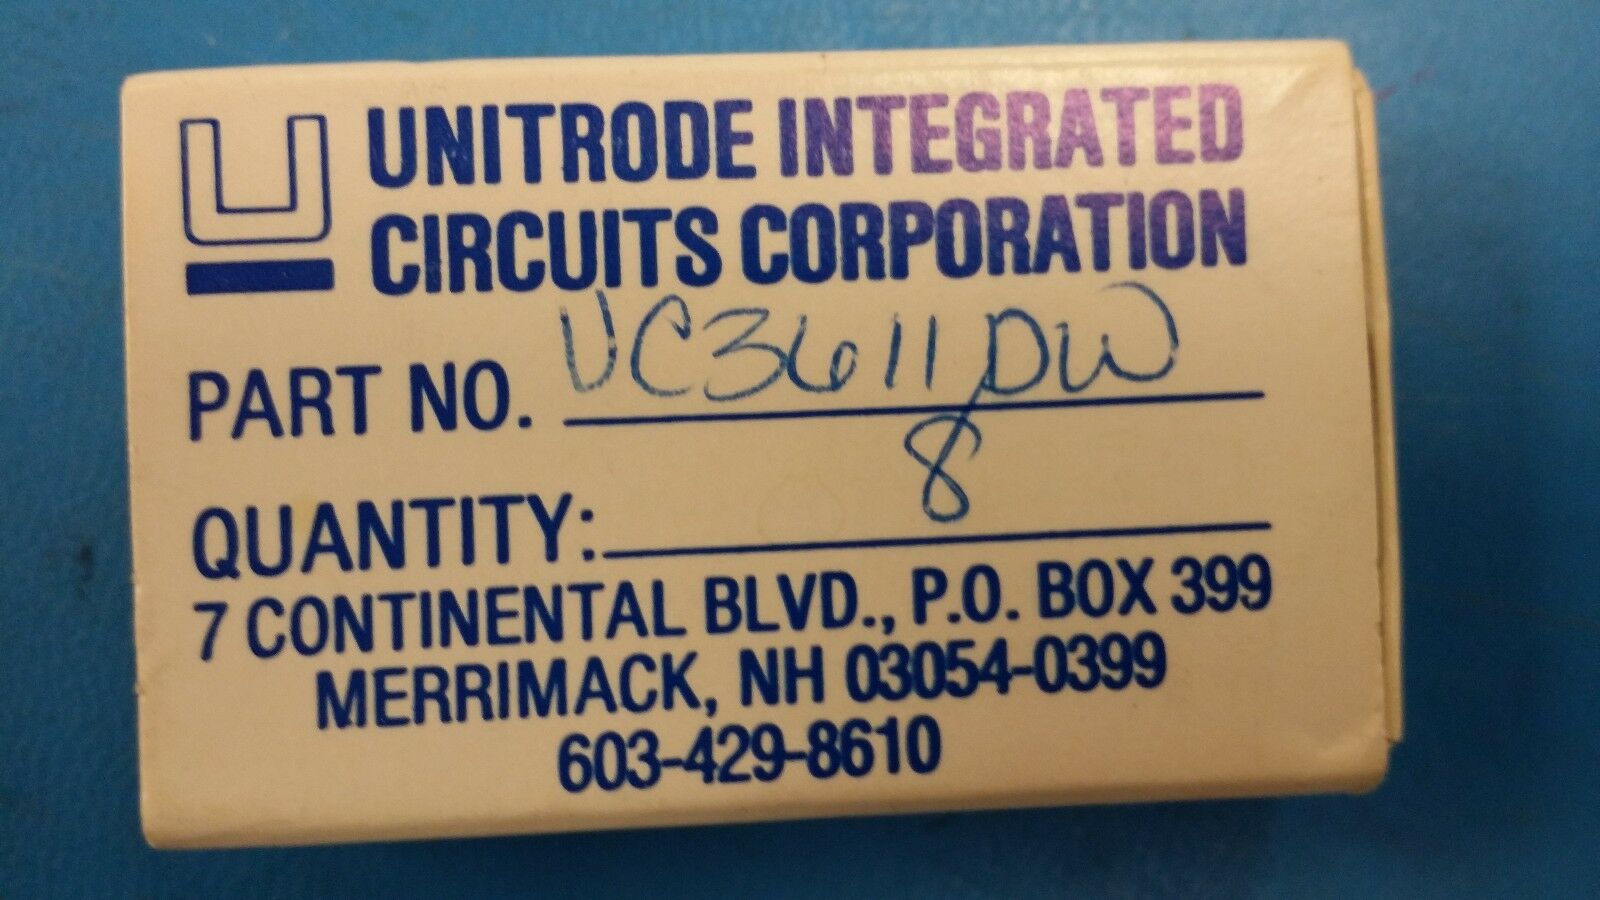 UNITRODE INTEGRATED
CIRCUITS CORPORATION
PART NO. UC3611DW
QUANTITY: 8
7 CONTINENTAL BLVD., P.O. BOX 399
MERRIMACK, NH 03054-0399
603-429-8610